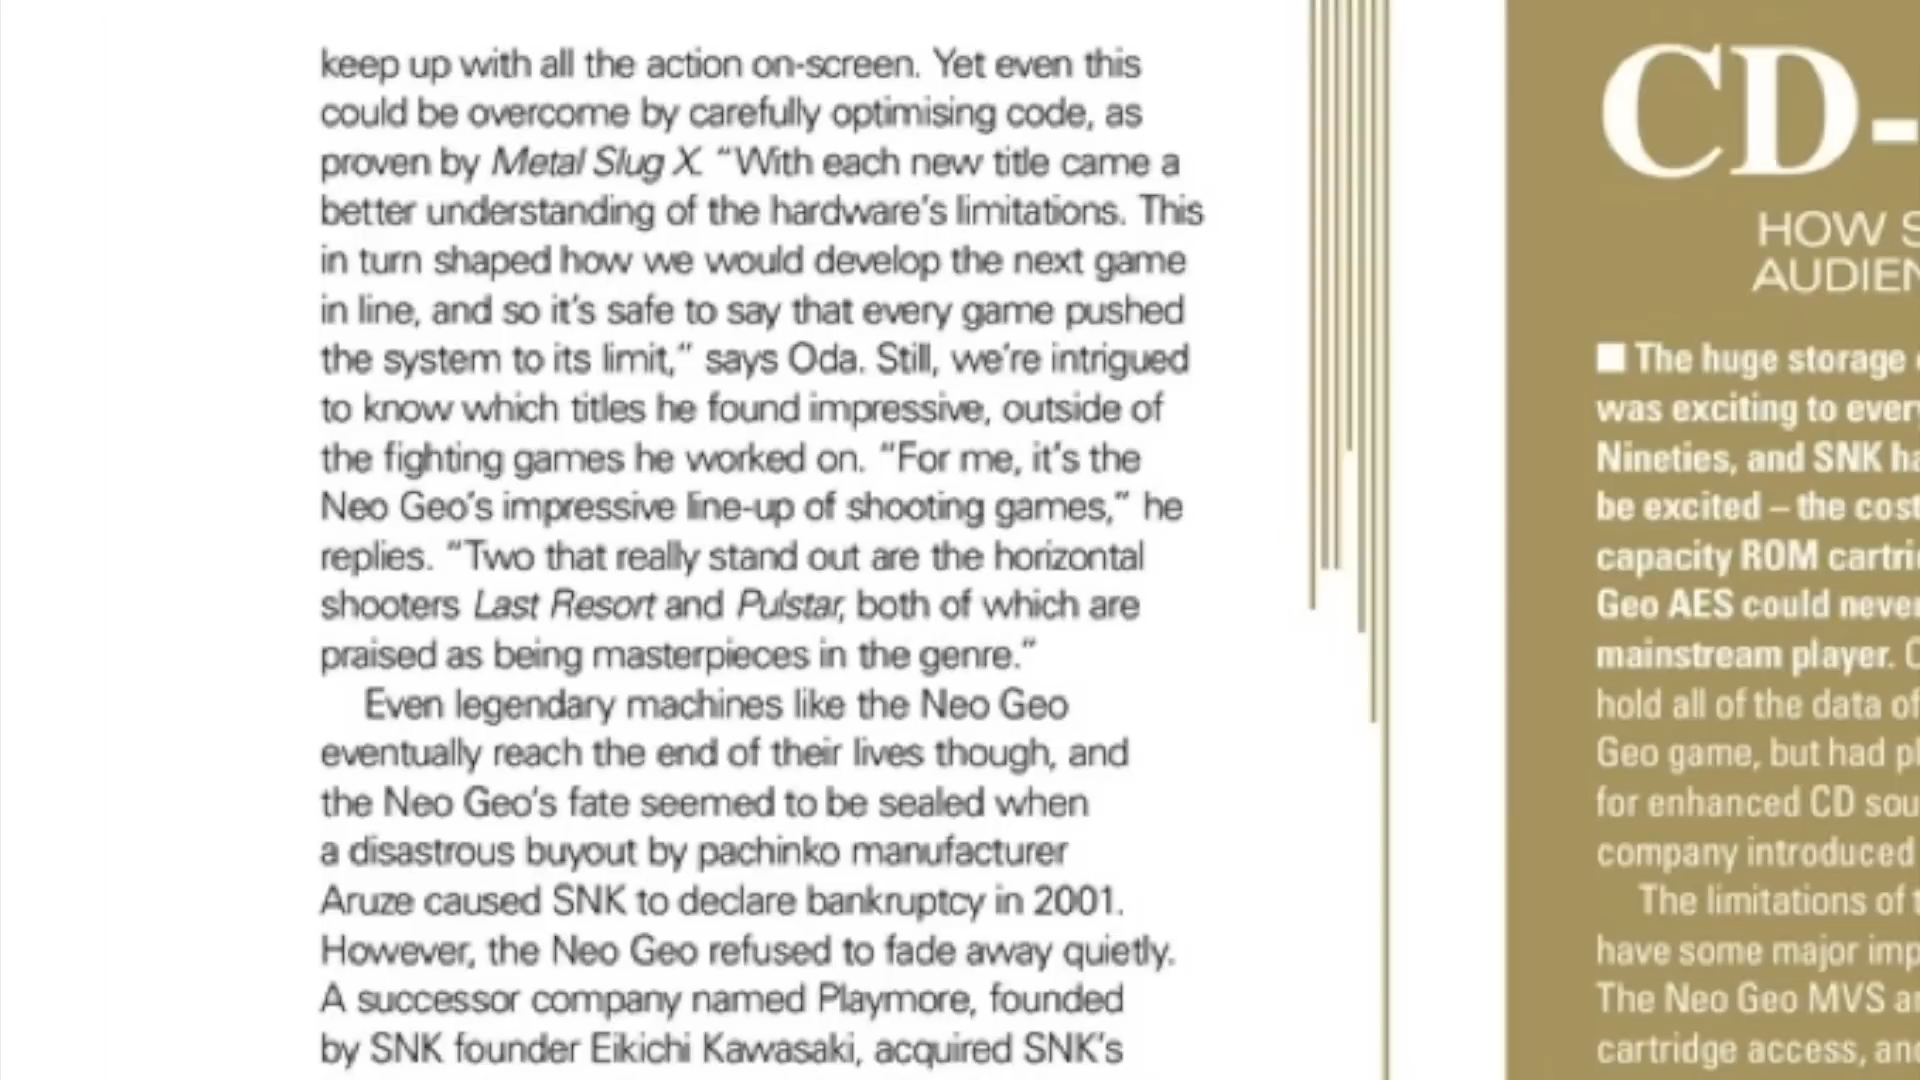 keep up with all the action on-screen. Yet even this
could be overcome by carefully optimising code, as
proven by Metal Slug X. “With each new title came a
better understanding of the hardware’s limitations. This
in turn shaped how we would develop the next game
in line, and so it’s safe to say that every game pushed
the system to its limit,” says Oda. Still, we’re intrigued
to know which titles he found impressive, outside of
the fighting games he worked on. “For me, it’s the
Neo Geo’s impressive line-up of shooting games,” he
replies. “Two that really stand out are the horizontal
shooters Last Resort and Pulstar, both of which are
praised as being masterpieces in the genre.”
Even legendary machines like the Neo Geo
eventually reach the end of their lives though, and
the Neo Geo’s fate seemed to be sealed when
a disastrous buyout by pachinko manufacturer
Aruze caused SNK to declare bankruptcy in 2001.
However, the Neo Geo refused to fade away quietly.
A successor company named Playmore, founded
by SNK founder Eikichi Kawasaki, acquired SNK’s
CD-
HOW
■ The huge storage
was exciting to
Nineties, and SNK
be excited – the
capacity ROM
Geo AES could
mainstream player.
hold all of the data of
Geo game, but had
for enhanced CD
company introduced
The limitations of
have some major
The Neo Geo MVS
cartridge access,